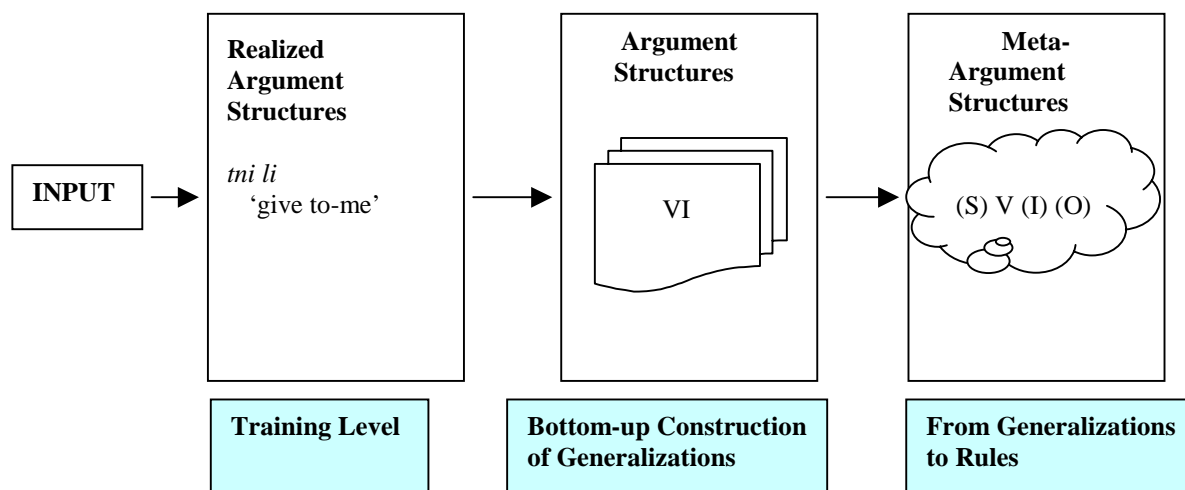 INPUT
Realized
Argument
Structures
tni li
'give to-me'
Argument
Structures
VI
Meta-
Argument
Structures
(S) V (I) (O)
Training Level
Bottom-up Construction
of Generalizations
From Generalizations
to Rules